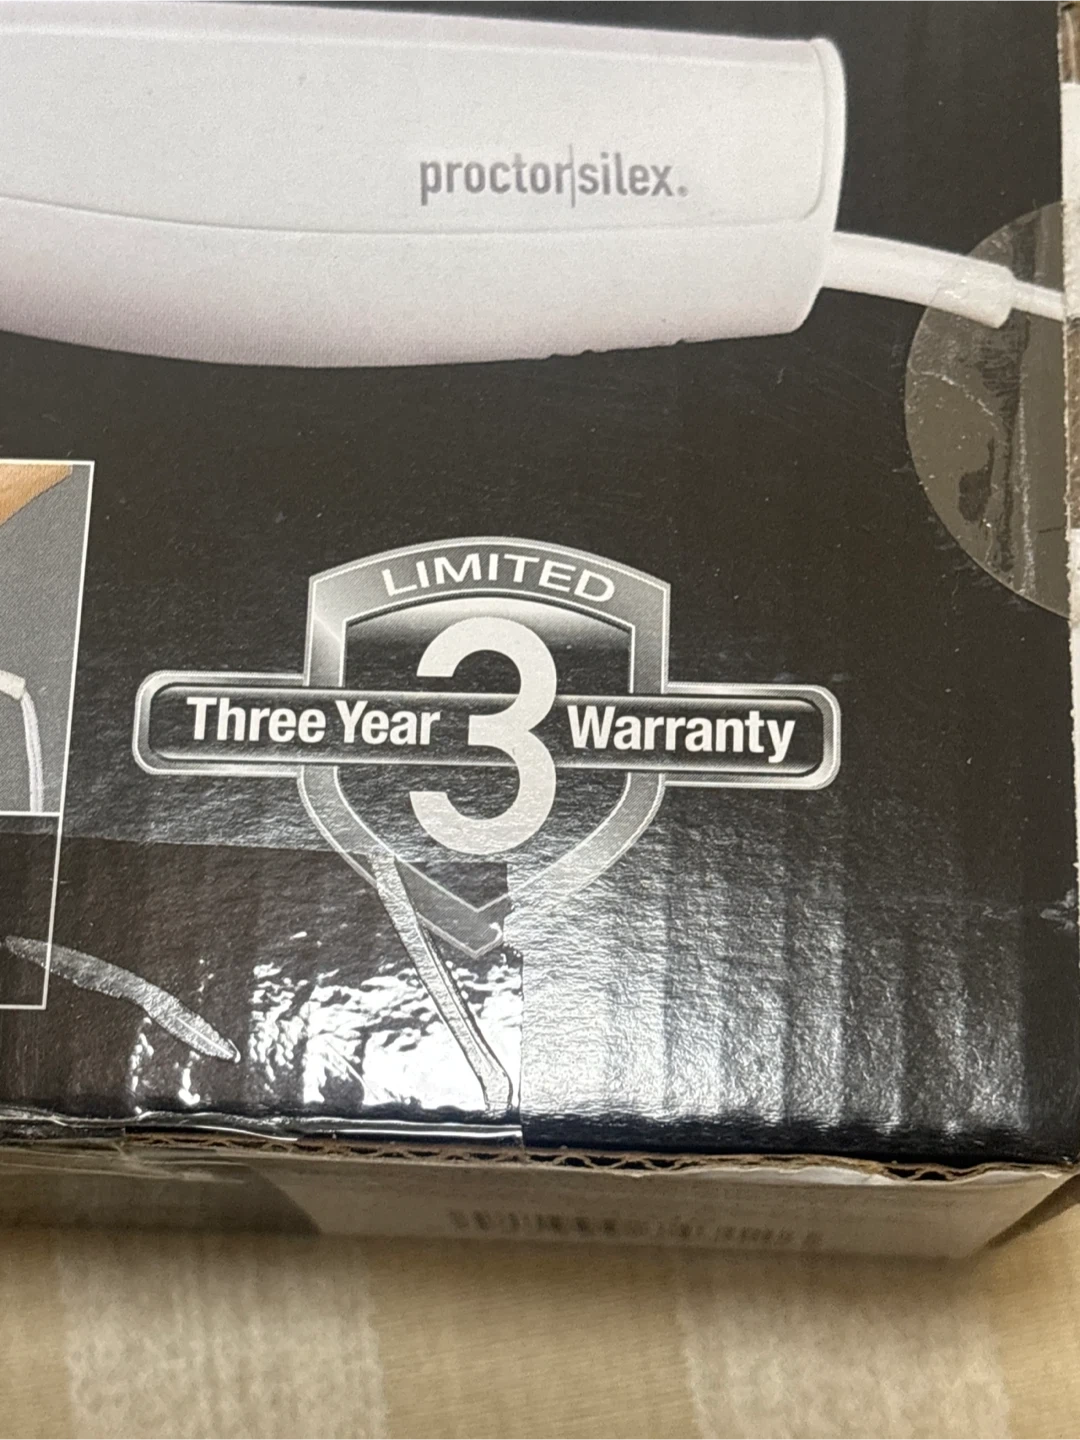 proctor|silex.
LIMITED
Three Year 3 Warranty